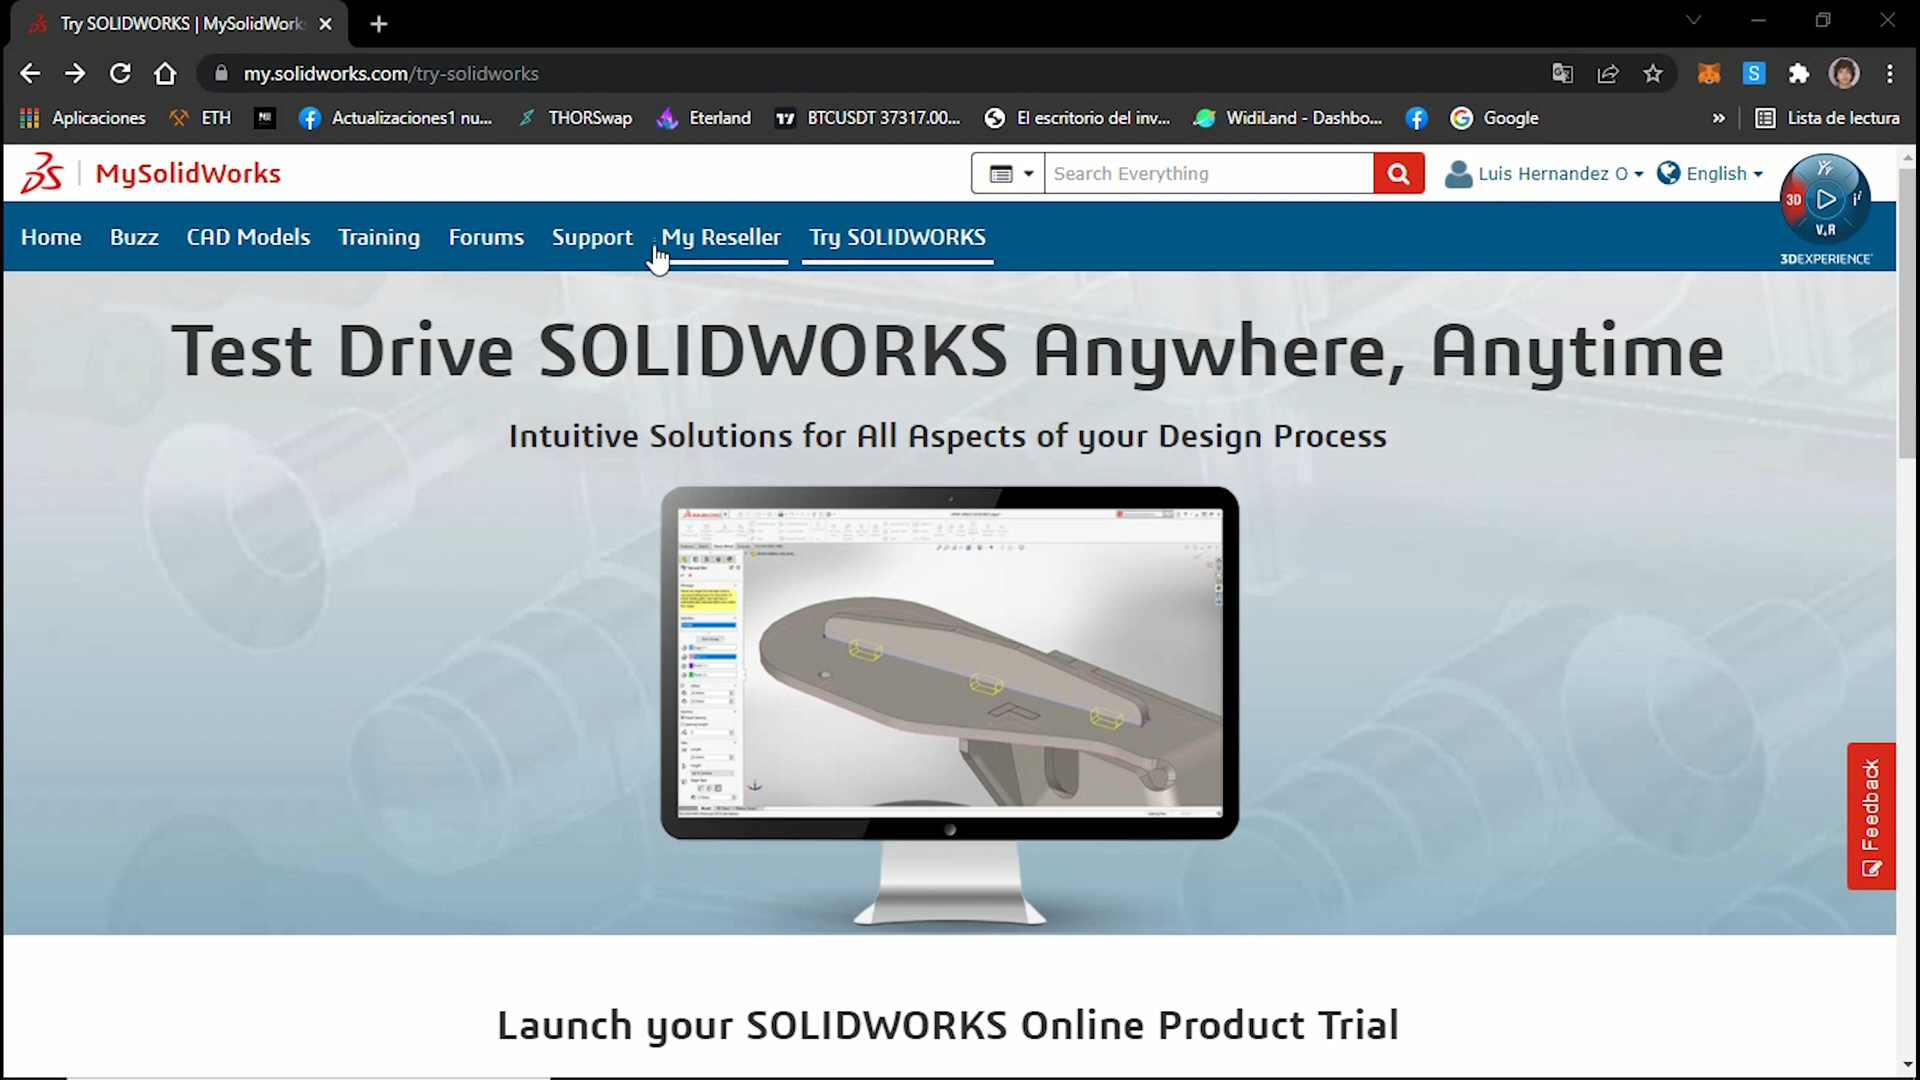 Try SOLIDWORKS | MySolidWork
my.solidworks.com/try-solidworks
Aplicaciones ETH Actualizaciones1 nu... THORSwap Eterland BTCUSDT 37317.00... El escritorio del inv... WidiLand - Dashbo... Google » Lista de lectura
MySolidWorks Search Everything Luis Hernandez O English
Home Buzz CAD Models Training Forums Support My Reseller Try SOLIDWORKS
3D V,R
3DEXPERIENCE
Test Drive SOLIDWORKS Anywhere, Anytime
Intuitive Solutions for All Aspects of your Design Process
Feedback
Launch your SOLIDWORKS Online Product Trial